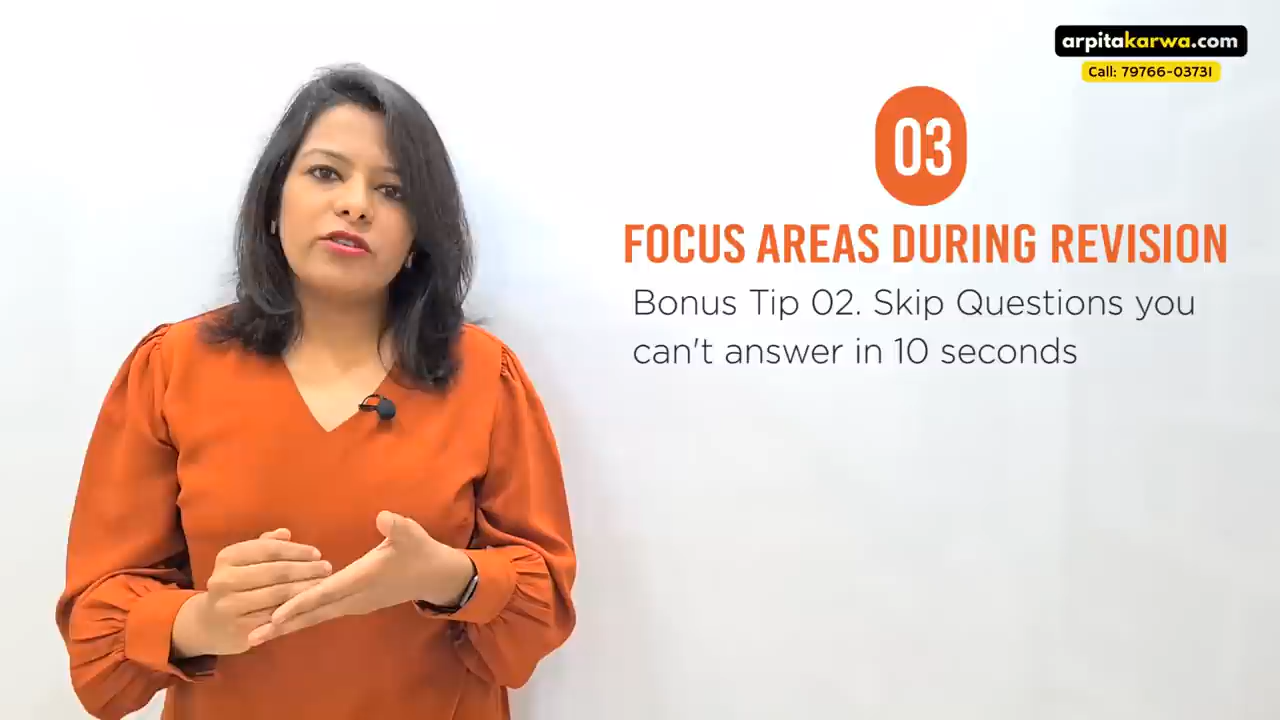 arpitakarwa.com
Call: 79766-03731
03
FOCUS AREAS DURING REVISION
Bonus Tip 02. Skip Questions you
can't answer in 10 seconds